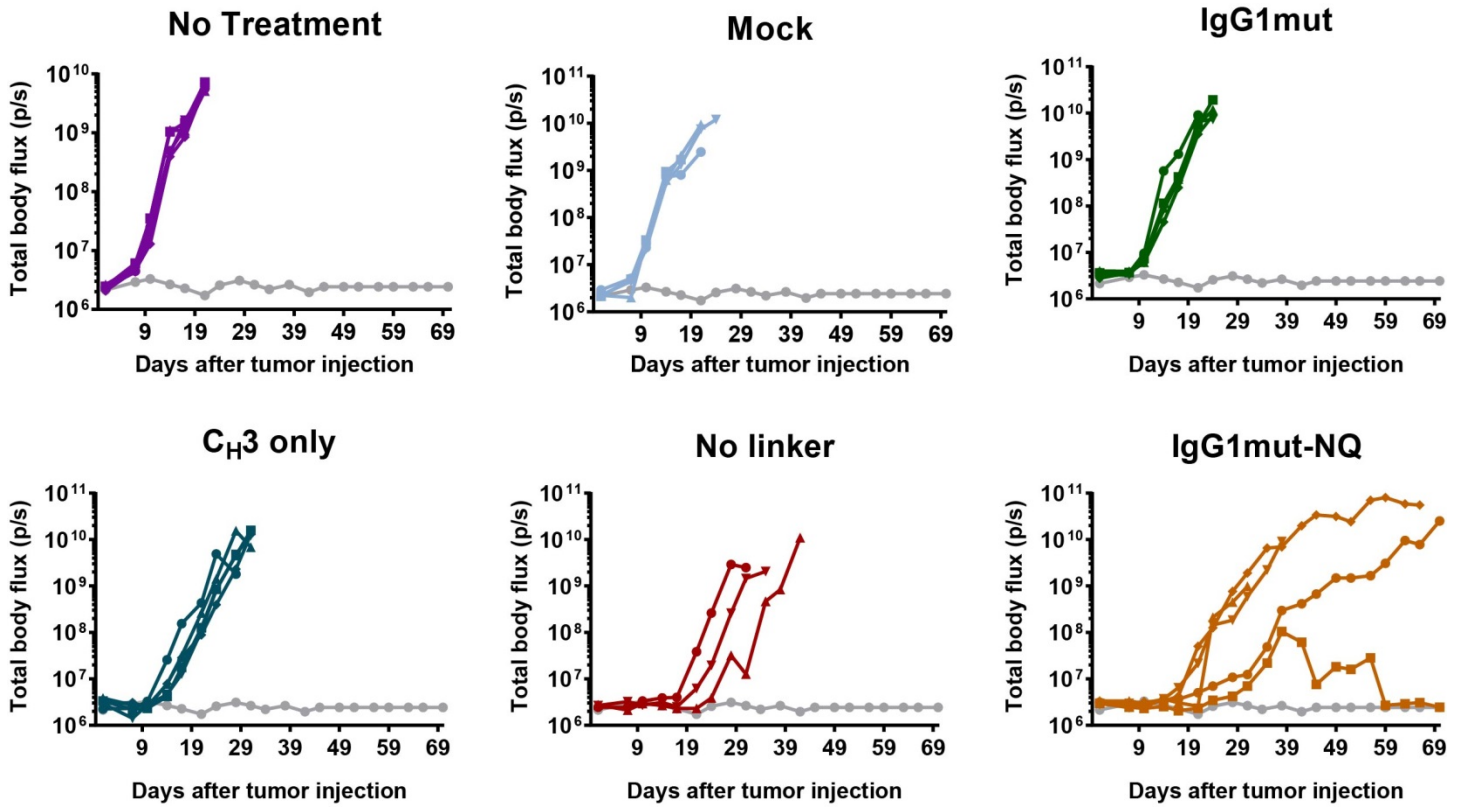 No Treatment
Total body flux (p/s)
10^10
10^9
10^8
10^7
10^6
9 19 29 39 49 59 69
Days after tumor injection
Mock
Total body flux (p/s)
10^11
10^10
10^9
10^8
10^7
10^6
9 19 29 39 49 59 69
Days after tumor injection
IgG1mut
Total body flux (p/s)
10^11
10^10
10^9
10^8
10^7
10^6
9 19 29 39 49 59 69
Days after tumor injection
C_H3 only
Total body flux (p/s)
10^11
10^10
10^9
10^8
10^7
10^6
9 19 29 39 49 59 69
Days after tumor injection
No linker
Total body flux (p/s)
10^11
10^10
10^9
10^8
10^7
10^6
9 19 29 39 49 59 69
Days after tumor injection
IgG1mut-NQ
Total body flux (p/s)
10^11
10^10
10^9
10^8
10^7
10^6
9 19 29 39 49 59 69
Days after tumor injection